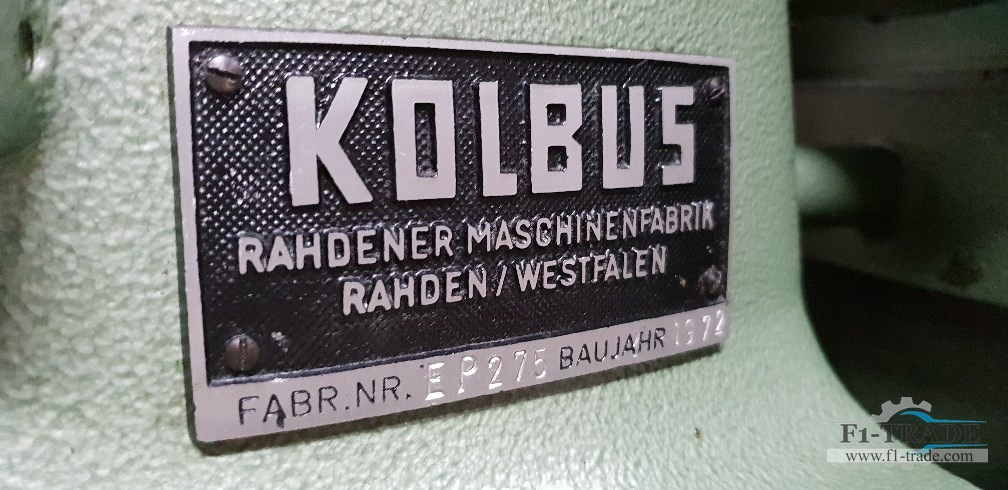 KOLBUS
RAHDENER MASCHINENFABRIK
RAHDEN/WESTFALEN
FABR.NR. EP275 BAUJAHR 1972
F1-TRADE
www.f1-trade.com